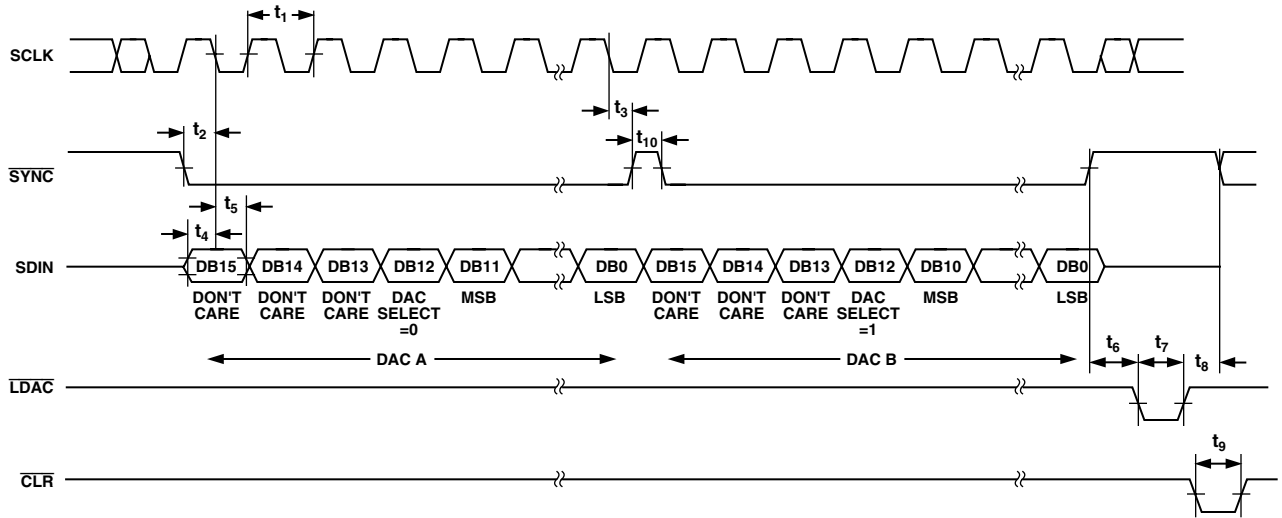 t1
SCLK
t3
t2
t10
SYNC
t5
t4
SDIN
DB15 DB14 DB13 DB12 DB11 DB0 DB15 DB14 DB13 DB12 DB10 DB0
DON'T DON'T DON'T DAC MSB LSB DON'T DON'T DON'T DAC MSB LSB
CARE CARE CARE SELECT CARE CARE CARE SELECT
=0 =1
DAC A DAC B
t6 t7 t8
LDAC
t9
CLR